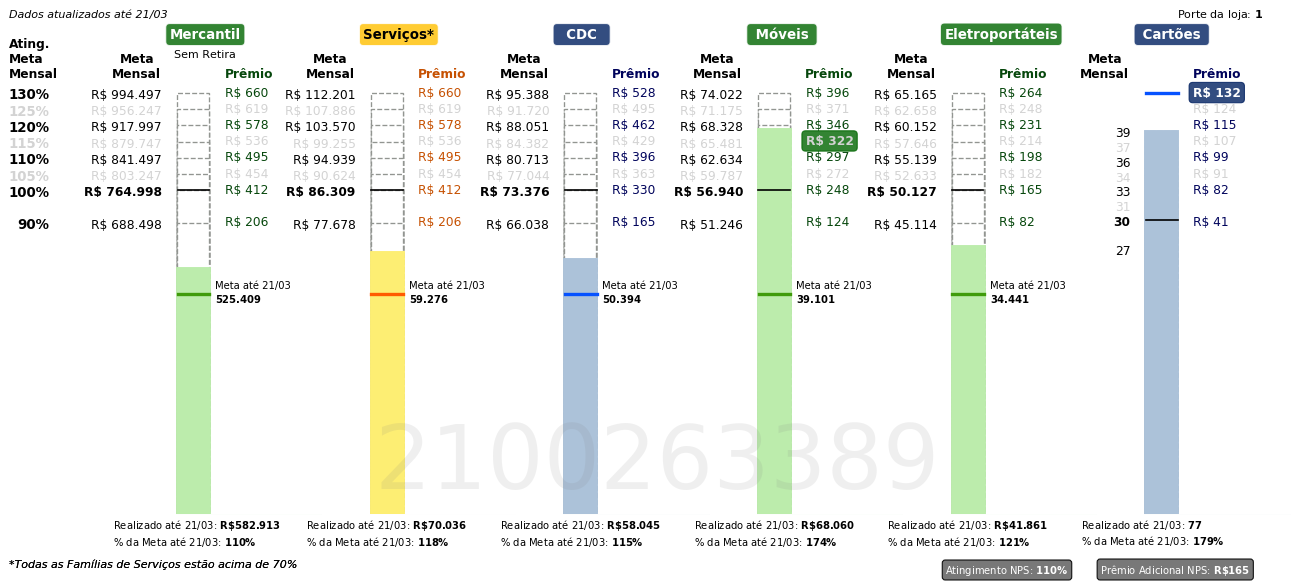 Dados atualizados até 21/03
Porte da loja: 1
Mercantil Serviços* CDC Móveis Eletroportáteis Cartões
Sem Retira
Ating. Meta Mensal
Meta Mensal Prêmio Meta Mensal Prêmio Meta Mensal Prêmio Meta Mensal Prêmio Meta Mensal Prêmio Meta Mensal Prêmio
130% R$ 994.497 R$ 660 R$ 112.201 R$ 660 R$ 95.388 R$ 528 R$ 74.022 R$ 396 R$ 65.165 R$ 264 R$ 132
125% R$ 956.247 R$ 619 R$ 107.886 R$ 619 R$ 91.720 R$ 495 R$ 71.175 R$ 371 R$ 62.658 R$ 248 R$ 124
120% R$ 917.997 R$ 578 R$ 103.570 R$ 578 R$ 88.051 R$ 462 R$ 68.328 R$ 346 R$ 60.152 R$ 231 39 R$ 115
115% R$ 879.747 R$ 536 R$ 99.255 R$ 536 R$ 84.382 R$ 429 R$ 65.481 R$ 322 R$ 57.646 R$ 214 37 R$ 107
110% R$ 841.497 R$ 495 R$ 94.939 R$ 495 R$ 80.713 R$ 396 R$ 62.634 R$ 297 R$ 55.139 R$ 198 36 R$ 99
105% R$ 803.247 R$ 454 R$ 90.624 R$ 454 R$ 77.044 R$ 363 R$ 59.787 R$ 272 R$ 52.633 R$ 182 34 R$ 91
100% R$ 764.998 R$ 412 R$ 86.309 R$ 412 R$ 73.376 R$ 330 R$ 56.940 R$ 248 R$ 50.127 R$ 165 33 R$ 82
31
90% R$ 688.498 R$ 206 R$ 77.678 R$ 206 R$ 66.038 R$ 165 R$ 51.246 R$ 124 R$ 45.114 R$ 82 30 R$ 41
27
Meta até 21/03 Meta até 21/03 Meta até 21/03 Meta até 21/03 Meta até 21/03
525.409 59.276 50.394 39.101 34.441
2100263389
Realizado até 21/03: R$582.913 Realizado até 21/03: R$70.036 Realizado até 21/03: R$58.045 Realizado até 21/03: R$68.060 Realizado até 21/03: R$41.861 Realizado até 21/03: 77
% da Meta até 21/03: 110% % da Meta até 21/03: 118% % da Meta até 21/03: 115% % da Meta até 21/03: 174% % da Meta até 21/03: 121% % da Meta até 21/03: 179%
*Todas as Famílias de Serviços estão acima de 70%
Atingimento NPS: 110% Prêmio Adicional NPS: R$165